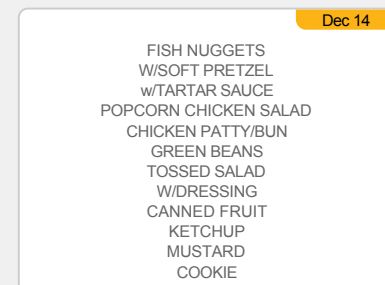 Dec 14
FISH NUGGETS
W/SOFT PRETZEL
w/TARTAR SAUCE
POPCORN CHICKEN SALAD
CHICKEN PATTY/BUN
GREEN BEANS
TOSSED SALAD
W/DRESSING
CANNED FRUIT
KETCHUP
MUSTARD
COOKIE